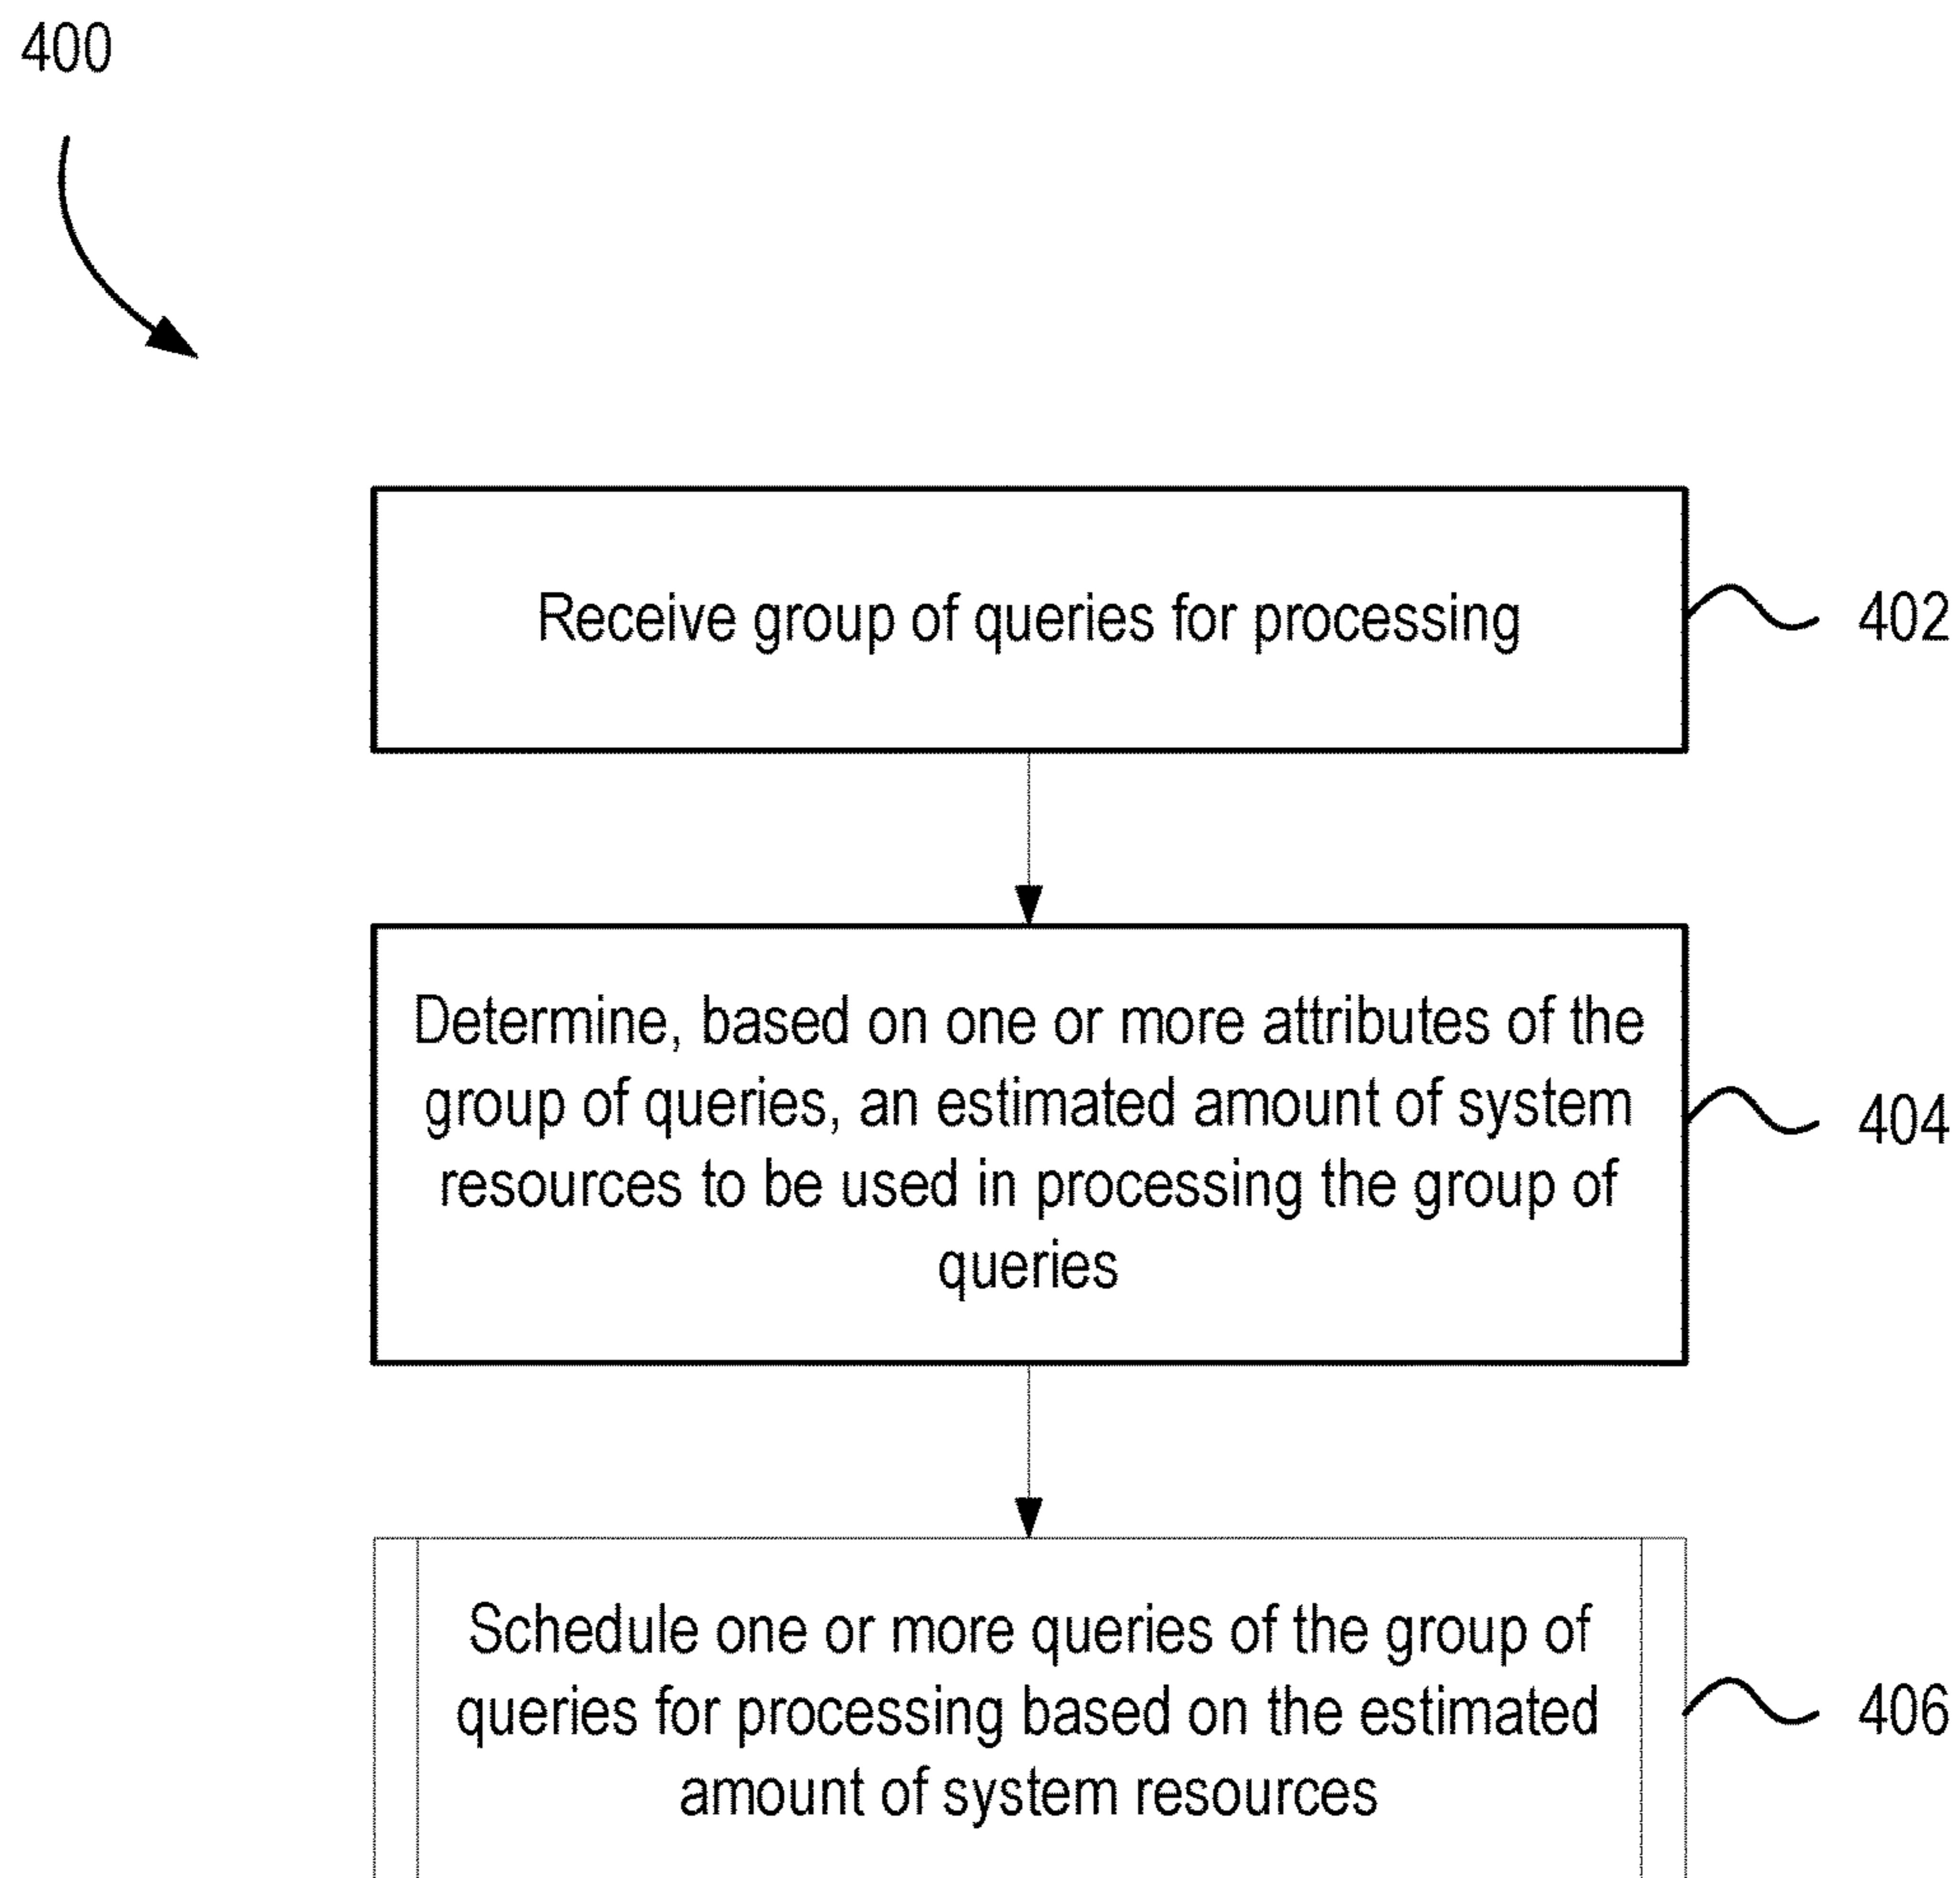 400
Receive group of queries for processing
402
Determine, based on one or more attributes of the
group of queries, an estimated amount of system
resources to be used in processing the group of
queries
404
Schedule one or more queries of the group of
queries for processing based on the estimated
amount of system resources
406